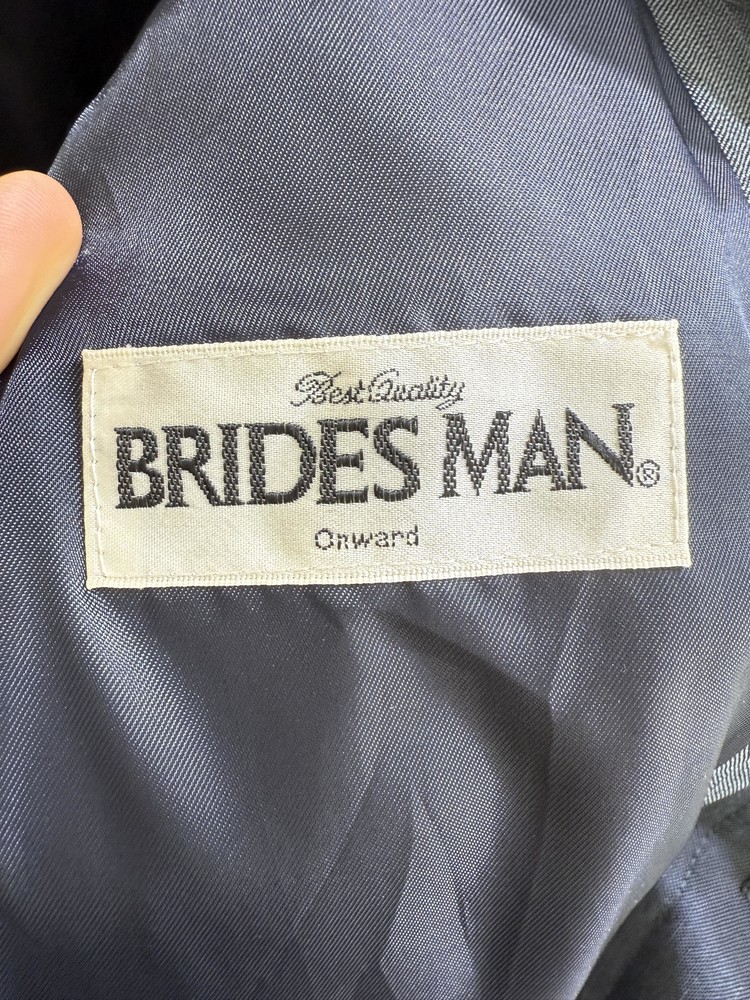 Best Quality
BRIDES MAN®
Onward